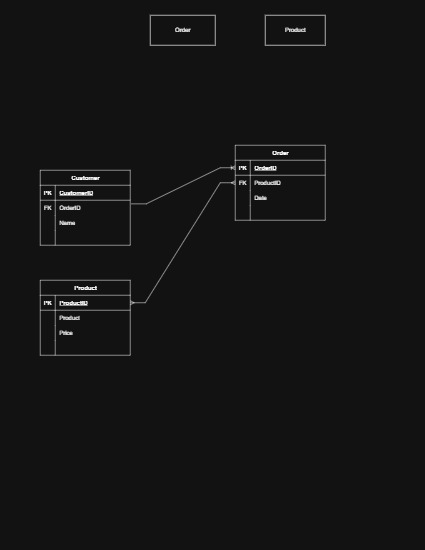 Order
Product
Order
PK OrderID
FK ProductID
Date
Customer
PK CustomerID
FK OrderID
Name
Product
PK ProductID
Product
Price